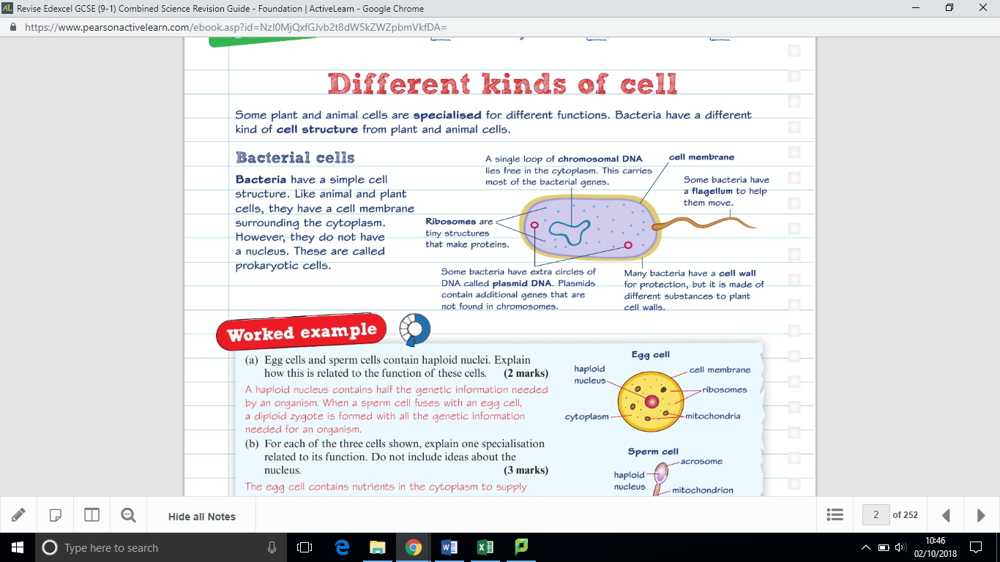 Revise Edexcel GCSE (9-1) Combined Science Revision Guide - Foundation | ActiveLearn - Google Chrome
https://www.pearsonactivelearn.com/ebook.asp?id=NzI0MjQxfGJvb2t8dW5kZWZpbmVkfDA=
Different kinds of cell
Some plant and animal cells are specialised for different functions. Bacteria have a different
kind of cell structure from plant and animal cells.
Bacterial cells
Bacteria have a simple cell
structure. Like animal and plant
cells, they have a cell membrane
surrounding the cytoplasm.
However, they do not have
a nucleus. These are called
prokaryotic cells.
A single loop of chromosomal DNA
lies free in the cytoplasm. This carries
most of the bacterial genes.
cell membrane
Some bacteria have
a flagellum to help
them move.
Ribosomes are
tiny structures
that make proteins.
Some bacteria have extra circles of
DNA called plasmid DNA. Plasmids
contain additional genes that are
not found in chromosomes.
Many bacteria have a cell wall
for protection, but it is made of
different substances to plant
cell walls.
Worked example
(a) Egg cells and sperm cells contain haploid nuclei. Explain
how this is related to the function of these cells. (2 marks)
A haploid nucleus contains half the genetic information needed
by an organism. When a sperm cell fuses with an egg cell,
a diploid zygote is formed with all the genetic information
needed for an organism.
(b) For each of the three cells shown, explain one specialisation
related to its function. Do not include ideas about the
nucleus. (3 marks)
The egg cell contains nutrients in the cytoplasm to supply
Egg cell
haploid
nucleus
cell membrane
ribosomes
cytoplasm
mitochondria
Sperm cell
acrosome
haploid
nucleus
mitochondrion
Hide all Notes
2 of 252
Type here to search
10:46
02/10/2018